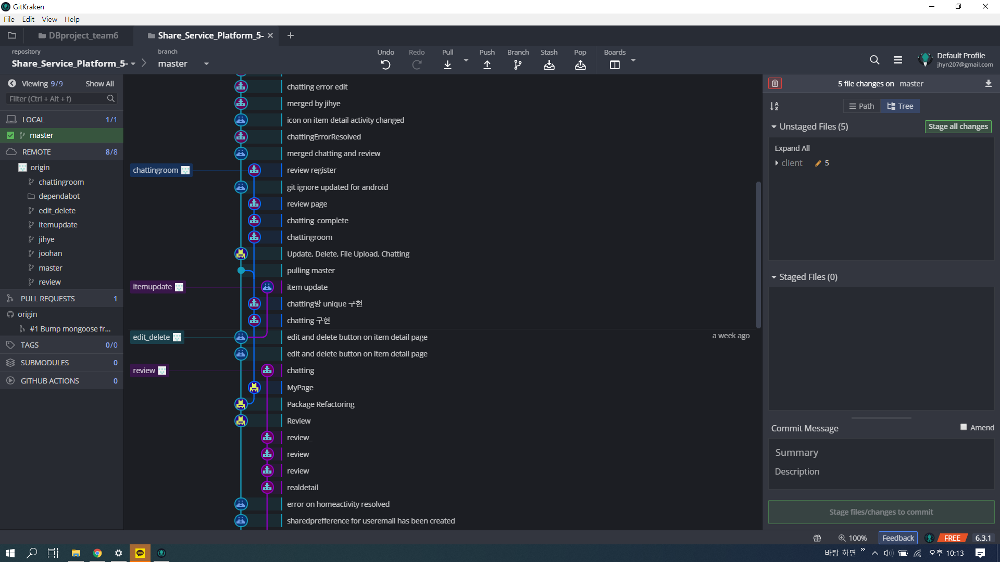 GitKraken
File Edit View Help
DBproject_team6
Share_Service_Platform_5-
repository
Share_Service_Platform_5-
branch
master
Undo
Redo
Pull
Push
Branch
Stash
Pop
Boards
Default Profile
jhyn207@gmail.com
Viewing 9/9 Show All
Filter (Ctrl + Alt + f)
LOCAL 1/1
master
REMOTE 8/8
origin
chattingroom
dependabot
edit_delete
itemupdate
jihye
joohan
master
review
PULL REQUESTS 1
origin
#1 Bump mongoose fr...
TAGS 0/0
SUBMODULES 0
GITHUB ACTIONS 0
chatting error edit
merged by jihye
icon on item detail activity changed
chattingErrorResolved
merged chatting and review
chattingroom review register
git ignore updated for android
review page
chatting_complete
chattingroom
Update, Delete, File Upload, Chatting
pulling master
itemupdate item update
chatting방 unique 구현
chatting 구현
edit_delete edit and delete button on item detail page a week ago
edit and delete button on item detail page
review chatting
MyPage
Package Refactoring
Review
review_
review
review
realdetail
error on homeactivity resolved
sharedprefference for useremail has been created
5 file changes on master
Path Tree
Unstaged Files (5) Stage all changes
Expand All
client 5
Staged Files (0)
Commit Message Amend
Summary
Description
Stage files/changes to commit
100% Feedback FREE 6.3.1
TALK
바탕 화면 » 오후 10:13